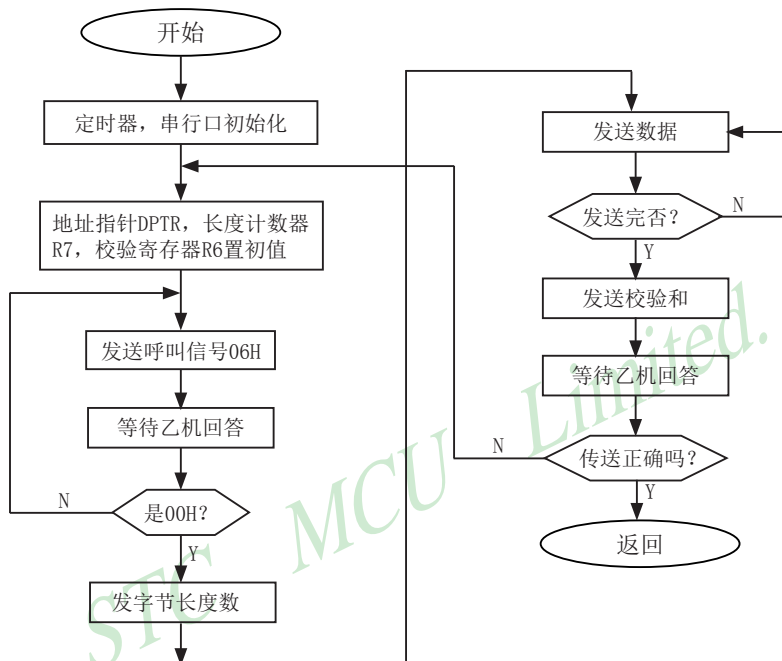 开始
定时器，串行口初始化
地址指针DPTR，长度计数器
R7，校验寄存器R6置初值
发送呼叫信号06H
等待乙机回答
是00H？
N
Y
发字节长度数
发送数据
发送完否？
N
Y
发送校验和
等待乙机回答
传送正确吗？
N
Y
返回
STC MCU Limited.